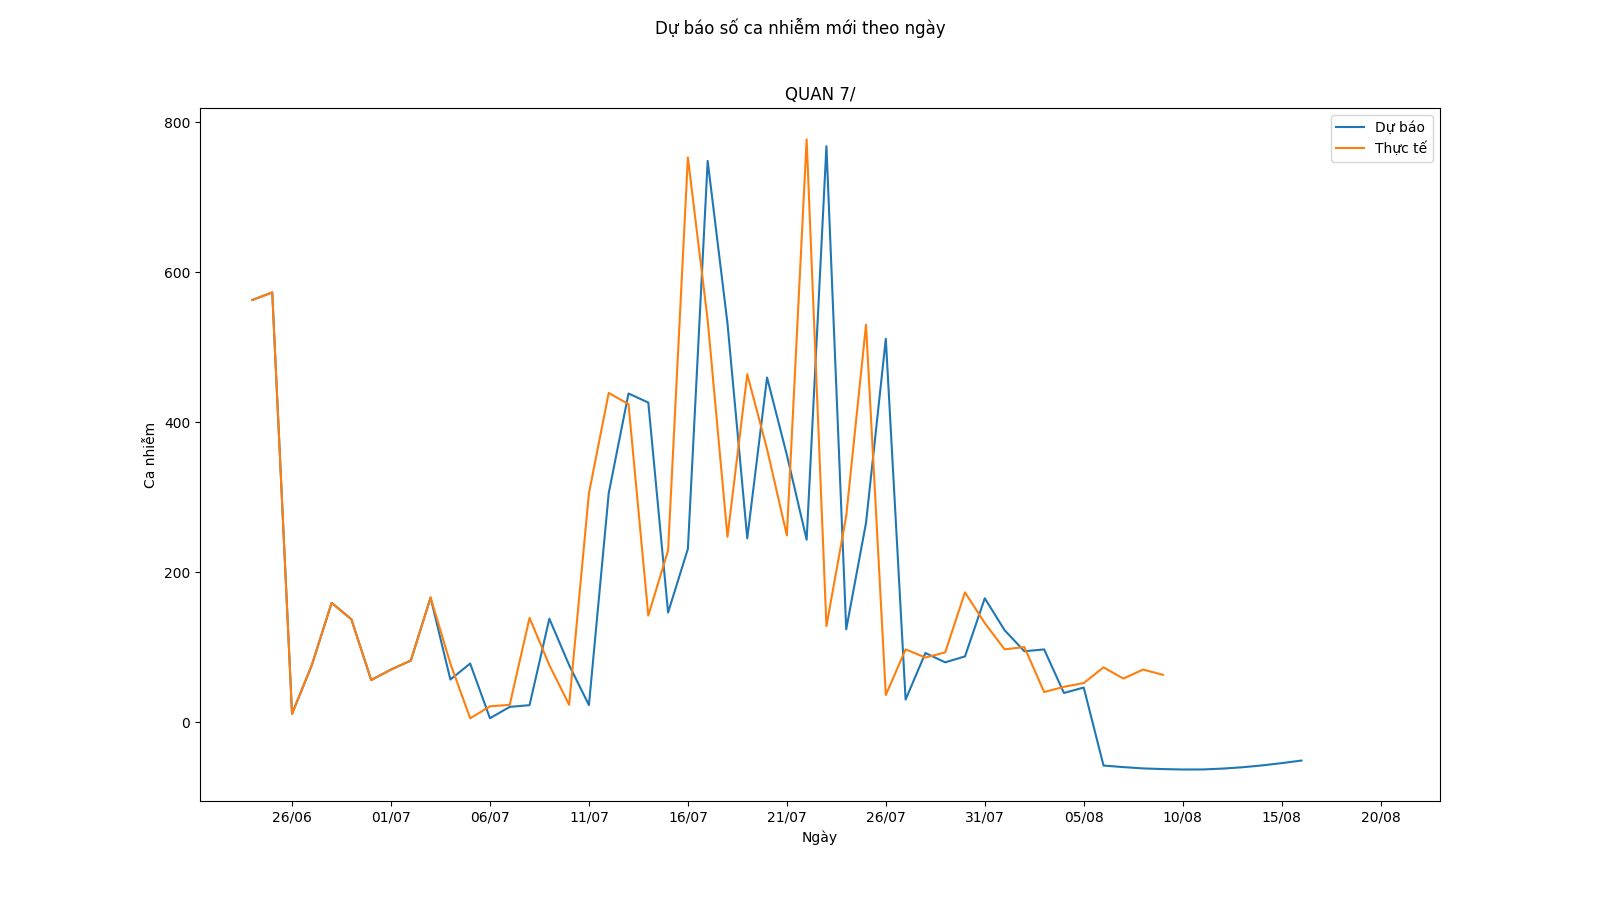 Dự báo số ca nhiễm mới theo ngày
QUAN 7/
Dự báo
Thực tế
800
600
400
200
0
Ca nhiễm
26/06 01/07 06/07 11/07 16/07 21/07 26/07 31/07 05/08 10/08 15/08 20/08
Ngày